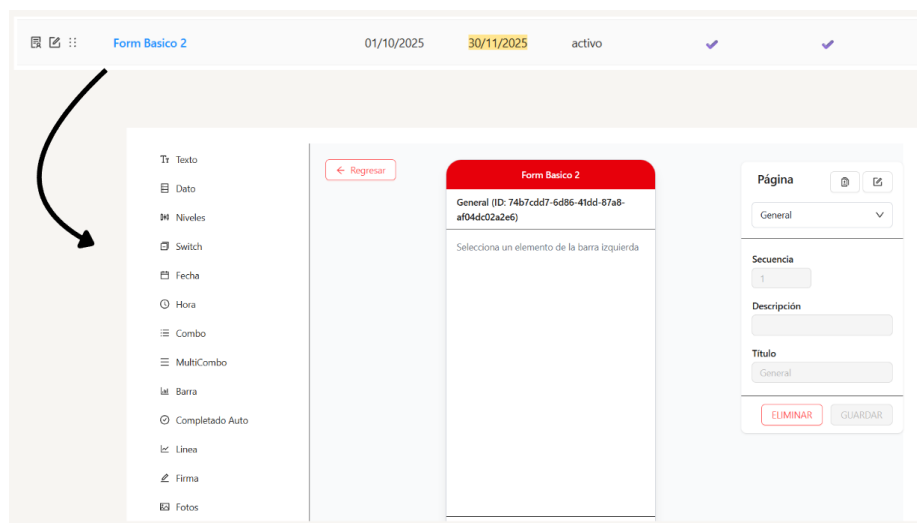 Form Basico 2 01/10/2025 30/11/2025 activo
Texto
Dato
Niveles
Switch
Fecha
Hora
Combo
MultiCombo
Barra
Completado Auto
Linea
Firma
Fotos
Regresar
Form Basico 2
General (ID: 74b7cdd7-6d86-41dd-87a8-
af04dc02a2e6)
Selecciona un elemento de la barra izquierda
Página
General
Secuencia
1
Descripción
Título
General
ELIMINAR GUARDAR